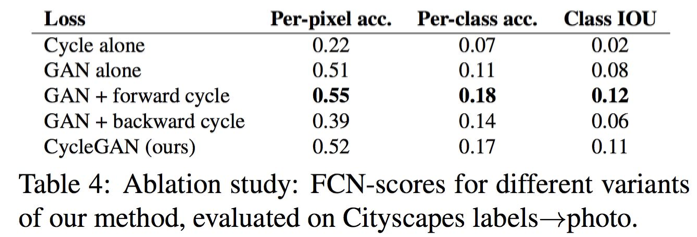 Loss Per-pixel acc. Per-class acc. Class IOU
Cycle alone 0.22 0.07 0.02
GAN alone 0.51 0.11 0.08
GAN + forward cycle 0.55 0.18 0.12
GAN + backward cycle 0.39 0.14 0.06
CycleGAN (ours) 0.52 0.17 0.11
Table 4: Ablation study: FCN-scores for different variants
of our method, evaluated on Cityscapes labels→photo.